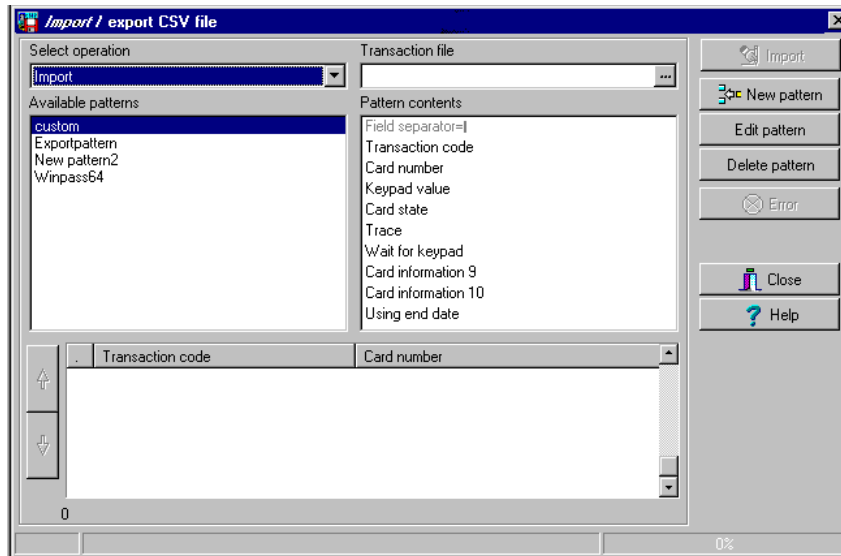 Import / export CSV file
Select operation
Import
Transaction file
...
Available patterns
custom
Exportpattern
New pattern2
Winpass64
Pattern contents
Field separator=|
Transaction code
Card number
Keypad value
Card state
Trace
Wait for keypad
Card information 9
Card information 10
Using end date
Import
New pattern
Edit pattern
Delete pattern
Error
Close
Help
. Transaction code Card number
0
0%